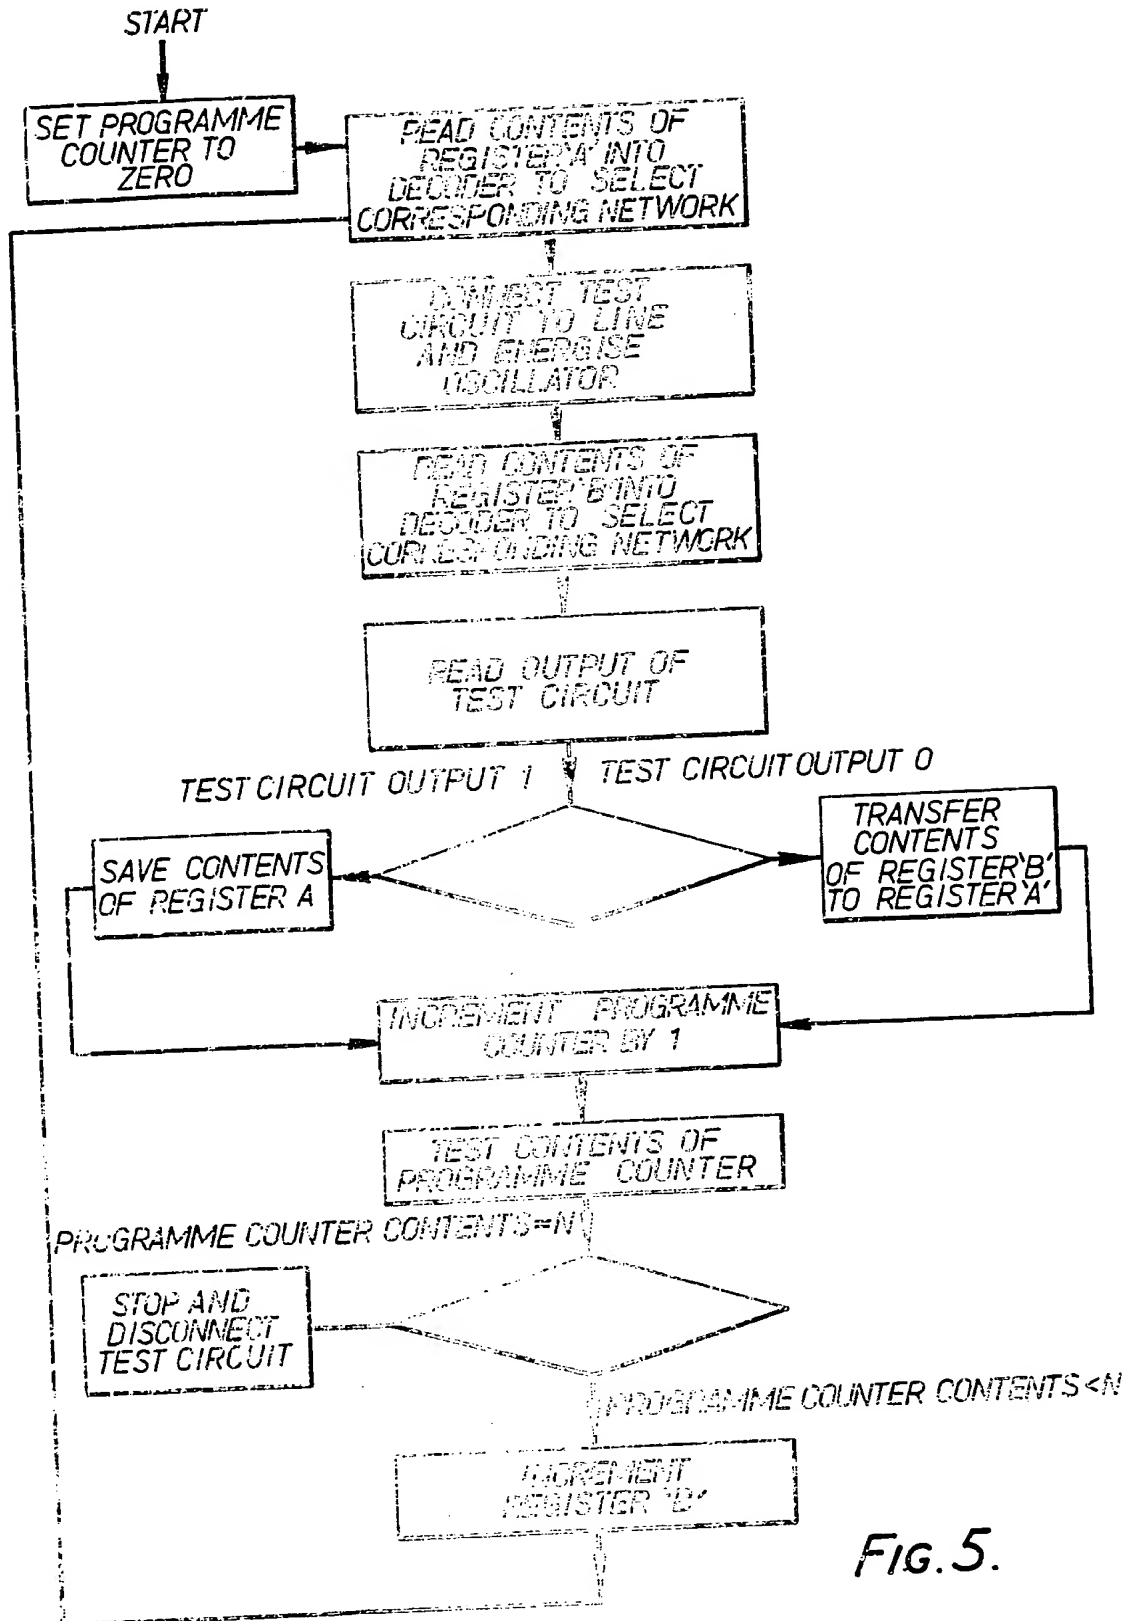 START
SET PROGRAMME
COUNTER TO
ZERO
READ CONTENTS OF
REGISTER 'A' INTO
DECODER TO SELECT
CORRESPONDING NETWORK
CONNECT TEST
CIRCUIT TO LINE
AND ENERGISE
OSCILLATOR
READ CONTENTS OF
REGISTER 'B' INTO
DECODER TO SELECT
CORRESPONDING NETWORK
READ OUTPUT OF
TEST CIRCUIT
TEST CIRCUIT OUTPUT 1
TEST CIRCUIT OUTPUT 0
SAVE CONTENTS
OF REGISTER A
TRANSFER
CONTENTS
OF REGISTER 'B'
TO REGISTER 'A'
INCREMENT PROGRAMME
COUNTER BY 1
TEST CONTENTS OF
PROGRAMME COUNTER
PROGRAMME COUNTER CONTENTS=N
STOP AND
DISCONNECT
TEST CIRCUIT
PROGRAMME COUNTER CONTENTS<N
INCREMENT
REGISTER 'B'
FIG. 5.